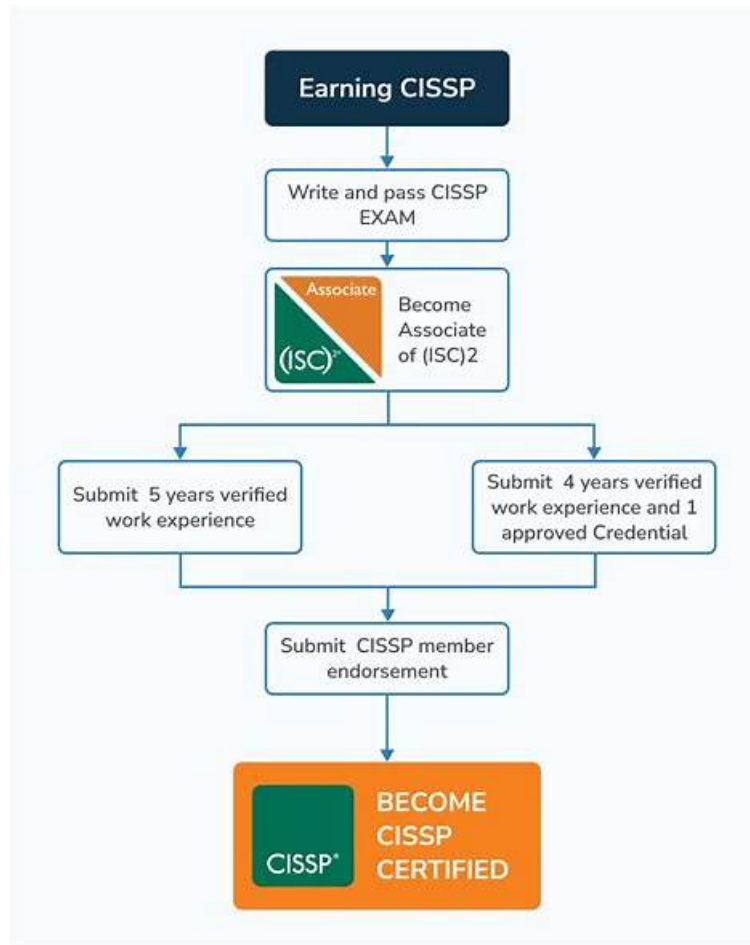 Earning CISSP
Write and pass CISSP
EXAM
Associate
(ISC)²®
Become
Associate
of (ISC)2
Submit 5 years verified
work experience
Submit 4 years verified
work experience and 1
approved Credential
Submit CISSP member
endorsement
CISSP®
BECOME
CISSP
CERTIFIED